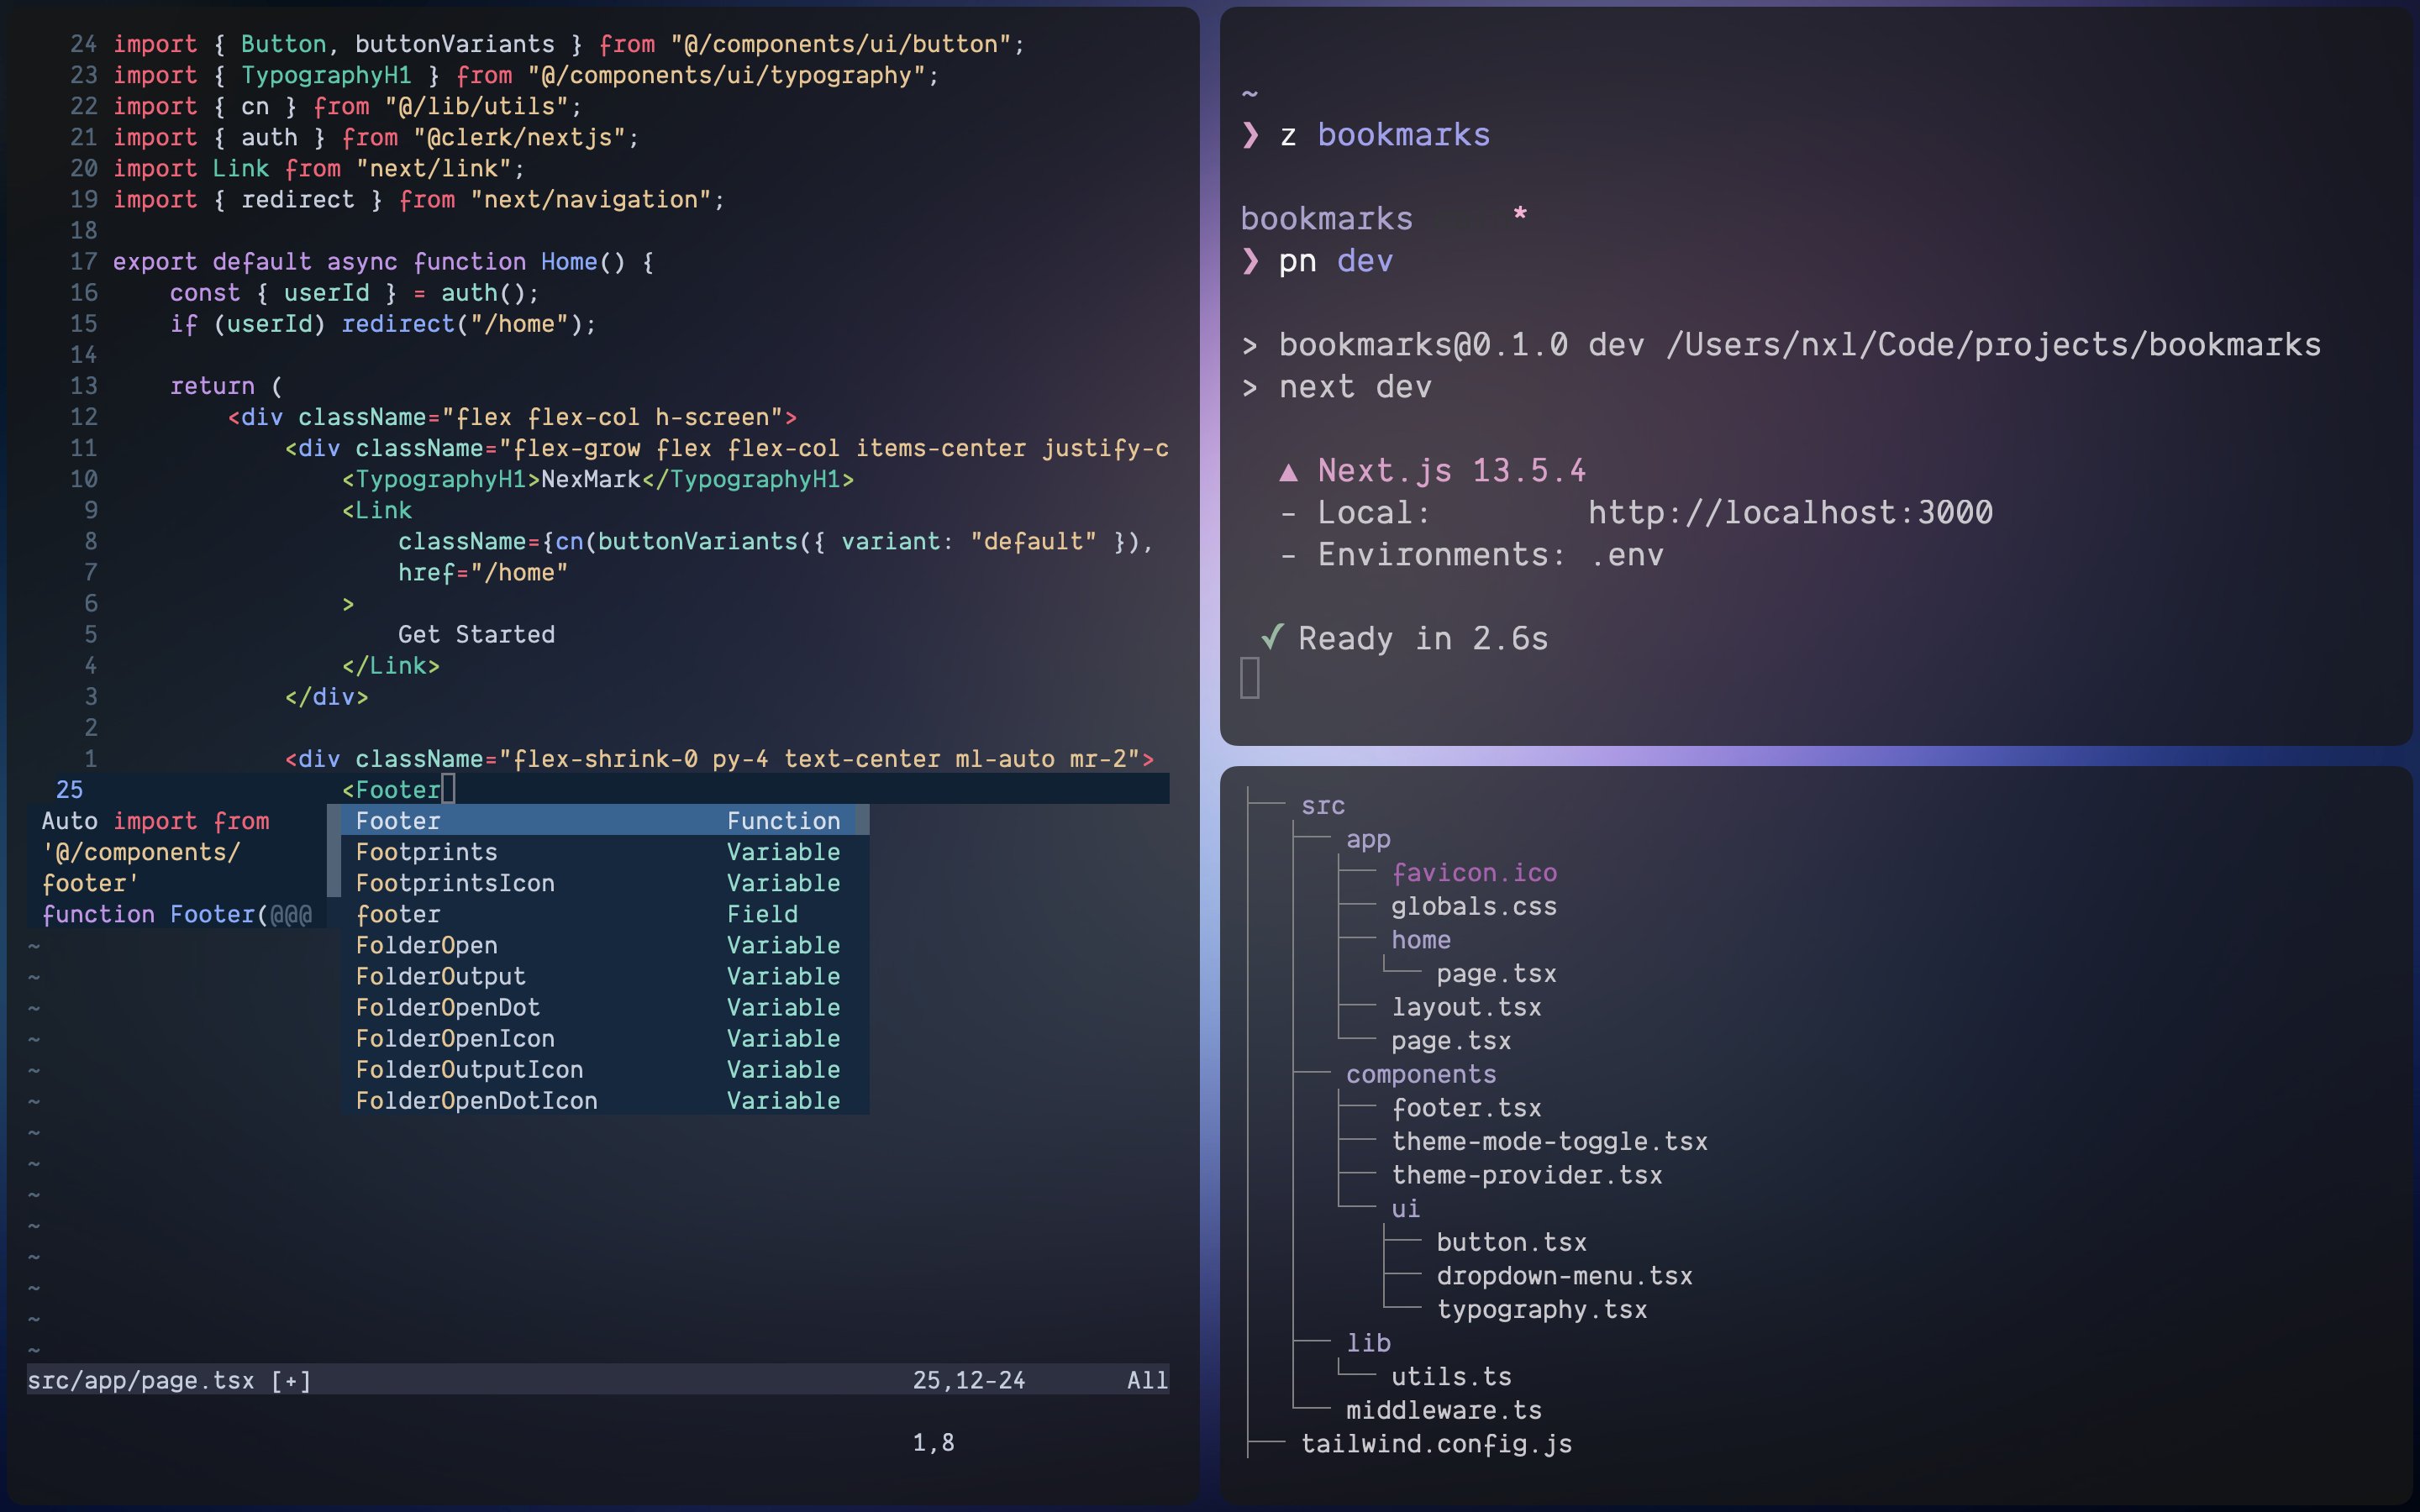 24 import { Button, buttonVariants } from "@/components/ui/button";
23 import { TypographyH1 } from "@/components/ui/typography";
22 import { cn } from "@/lib/utils";
21 import { auth } from "@clerk/nextjs";
20 import Link from "next/link";
19 import { redirect } from "next/navigation";
18
17 export default async function Home() {
16     const { userId } = auth();
15     if (userId) redirect("/home");
14
13     return (
12         <div className="flex flex-col h-screen">
11             <div className="flex-grow flex flex-col items-center justify-c
10                 <TypographyH1>NexMark</TypographyH1>
9                 <Link
8                     className={cn(buttonVariants({ variant: "default" }),
7                     href="/home"
6                 >
5                     Get Started
4                 </Link>
3             </div>
2
1             <div className="flex-shrink-0 py-4 text-center ml-auto mr-2">
25                 <Footer
Auto import from
'@/components/
footer'
function Footer(@@@
Footer Function
Footprints Variable
FootprintsIcon Variable
footer Field
FolderOpen Variable
FolderOutput Variable
FolderOpenDot Variable
FolderOpenIcon Variable
FolderOutputIcon Variable
FolderOpenDotIcon Variable
~
~
~
~
~
~
~
~
~
~
~
~
~
~
src/app/page.tsx [+] 25,12-24 All
1,8
~
❯ z bookmarks
bookmarks *
❯ pn dev
> bookmarks@0.1.0 dev /Users/nxl/Code/projects/bookmarks
> next dev
▲ Next.js 13.5.4
- Local: http://localhost:3000
- Environments: .env
✓ Ready in 2.6s
src
app
favicon.ico
globals.css
home
page.tsx
layout.tsx
page.tsx
components
footer.tsx
theme-mode-toggle.tsx
theme-provider.tsx
ui
button.tsx
dropdown-menu.tsx
typography.tsx
lib
utils.ts
middleware.ts
tailwind.config.js